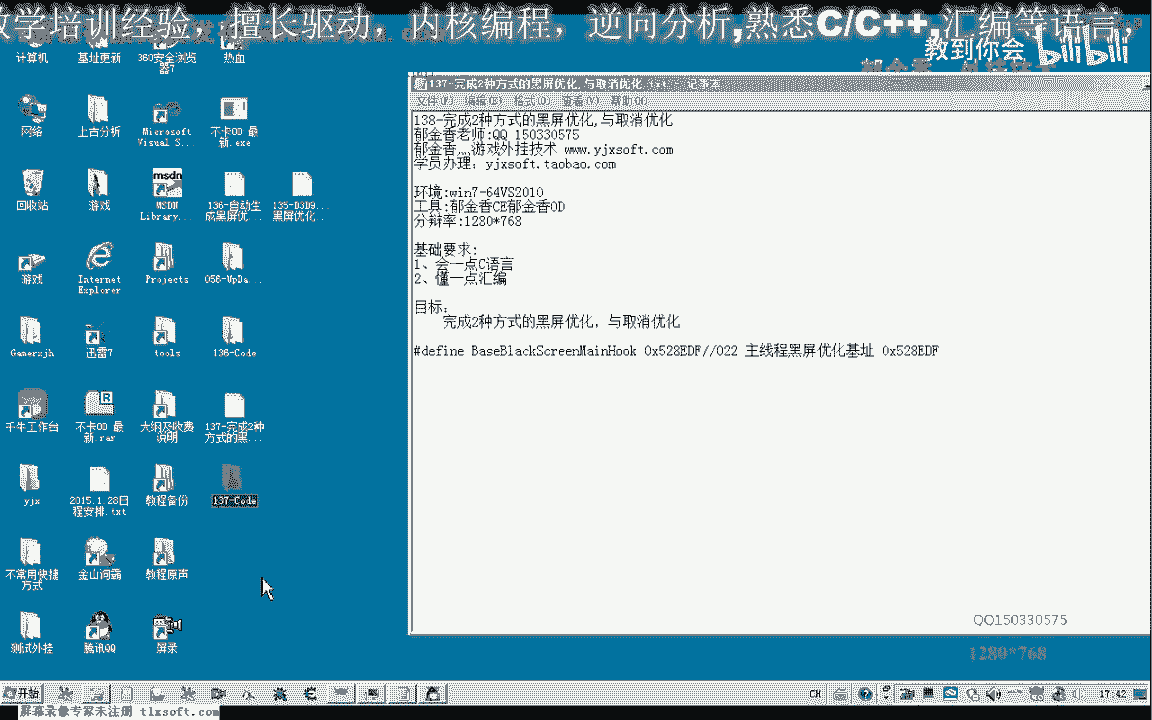 教学培训经验，擅长驱动，内核编程，逆向分析,熟悉C/C++,汇编等语言,
教到你会
bilibili
计算机
基址更新
360安全浏览器7
热血
137-完成2种方式的黑屏优化,与取消优化.txt - 记事本
文件(F) 编辑(E) 格式(O) 查看(V) 帮助(H)
138-完成2种方式的黑屏优化,与取消优化
郁金香老师:QQ 150330575
郁金香灬游戏外挂技术 www.yjxsoft.com
学员办理: yjxsoft.taobao.com
环境:win7-64VS2010
工具:郁金香CE郁金香OD
分辩率:1280*768
基础要求:
1、会一点C语言
2、懂一点汇编
目标:
完成2种方式的黑屏优化，与取消优化
#define BaseBlackScreenMainHook 0x528EDF//022 主线程黑屏优化基址 0x528EDF
网络
上古分析
Microsoft Visual S...
不卡OD 最新.exe
回收站
游戏
MSDN Library...
136-自动生成黑屏优...
135-D3D9...黑屏优化..
游戏
Internet Explorer
Projects
056-UpDa...
Gamerxjh
迅雷7
tools
136-Code
千牛工作台
不卡OD 最新.rar
大纲及收费说明
137-完成2种方式的黑...
yjx
2015.1.28日程安排.txt
教程备份
137-Code
不常用快捷方式
金山词霸
教程原声
测试外挂
腾讯QQ
屏录
QQ150330575
1280*768
开始
CH
17:42
屏幕录像专家未注册 tlxsoft.com